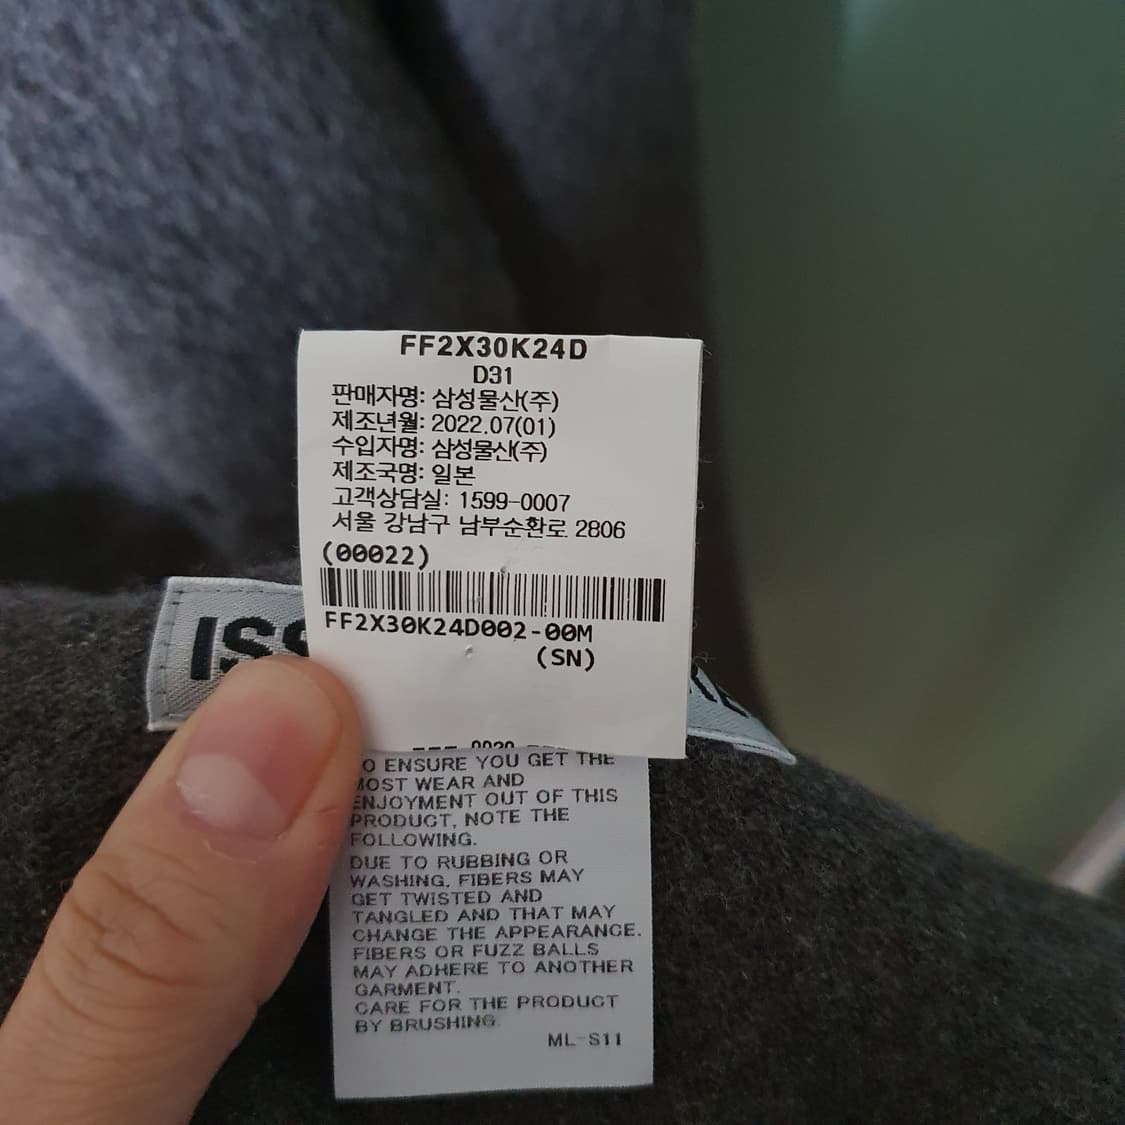 FF2X30K24D
D31
판매자명: 삼성물산(주)
제조년월: 2022.07(01)
수입자명: 삼성물산(주)
제조국명: 일본
고객상담실: 1599-0007
서울 강남구 남부순환로 2806
(00022)
FF2X30K24D002-00M
(SN)
O ENSURE YOU GET THE
MOST WEAR AND
ENJOYMENT OUT OF THIS
PRODUCT, NOTE THE
FOLLOWING.
DUE TO RUBBING OR
WASHING, FIBERS MAY
GET TWISTED AND
TANGLED AND THAT MAY
CHANGE THE APPEARANCE.
FIBERS OR FUZZ BALLS
MAY ADHERE TO ANOTHER
GARMENT.
CARE FOR THE PRODUCT
BY BRUSHING.
ML-S11